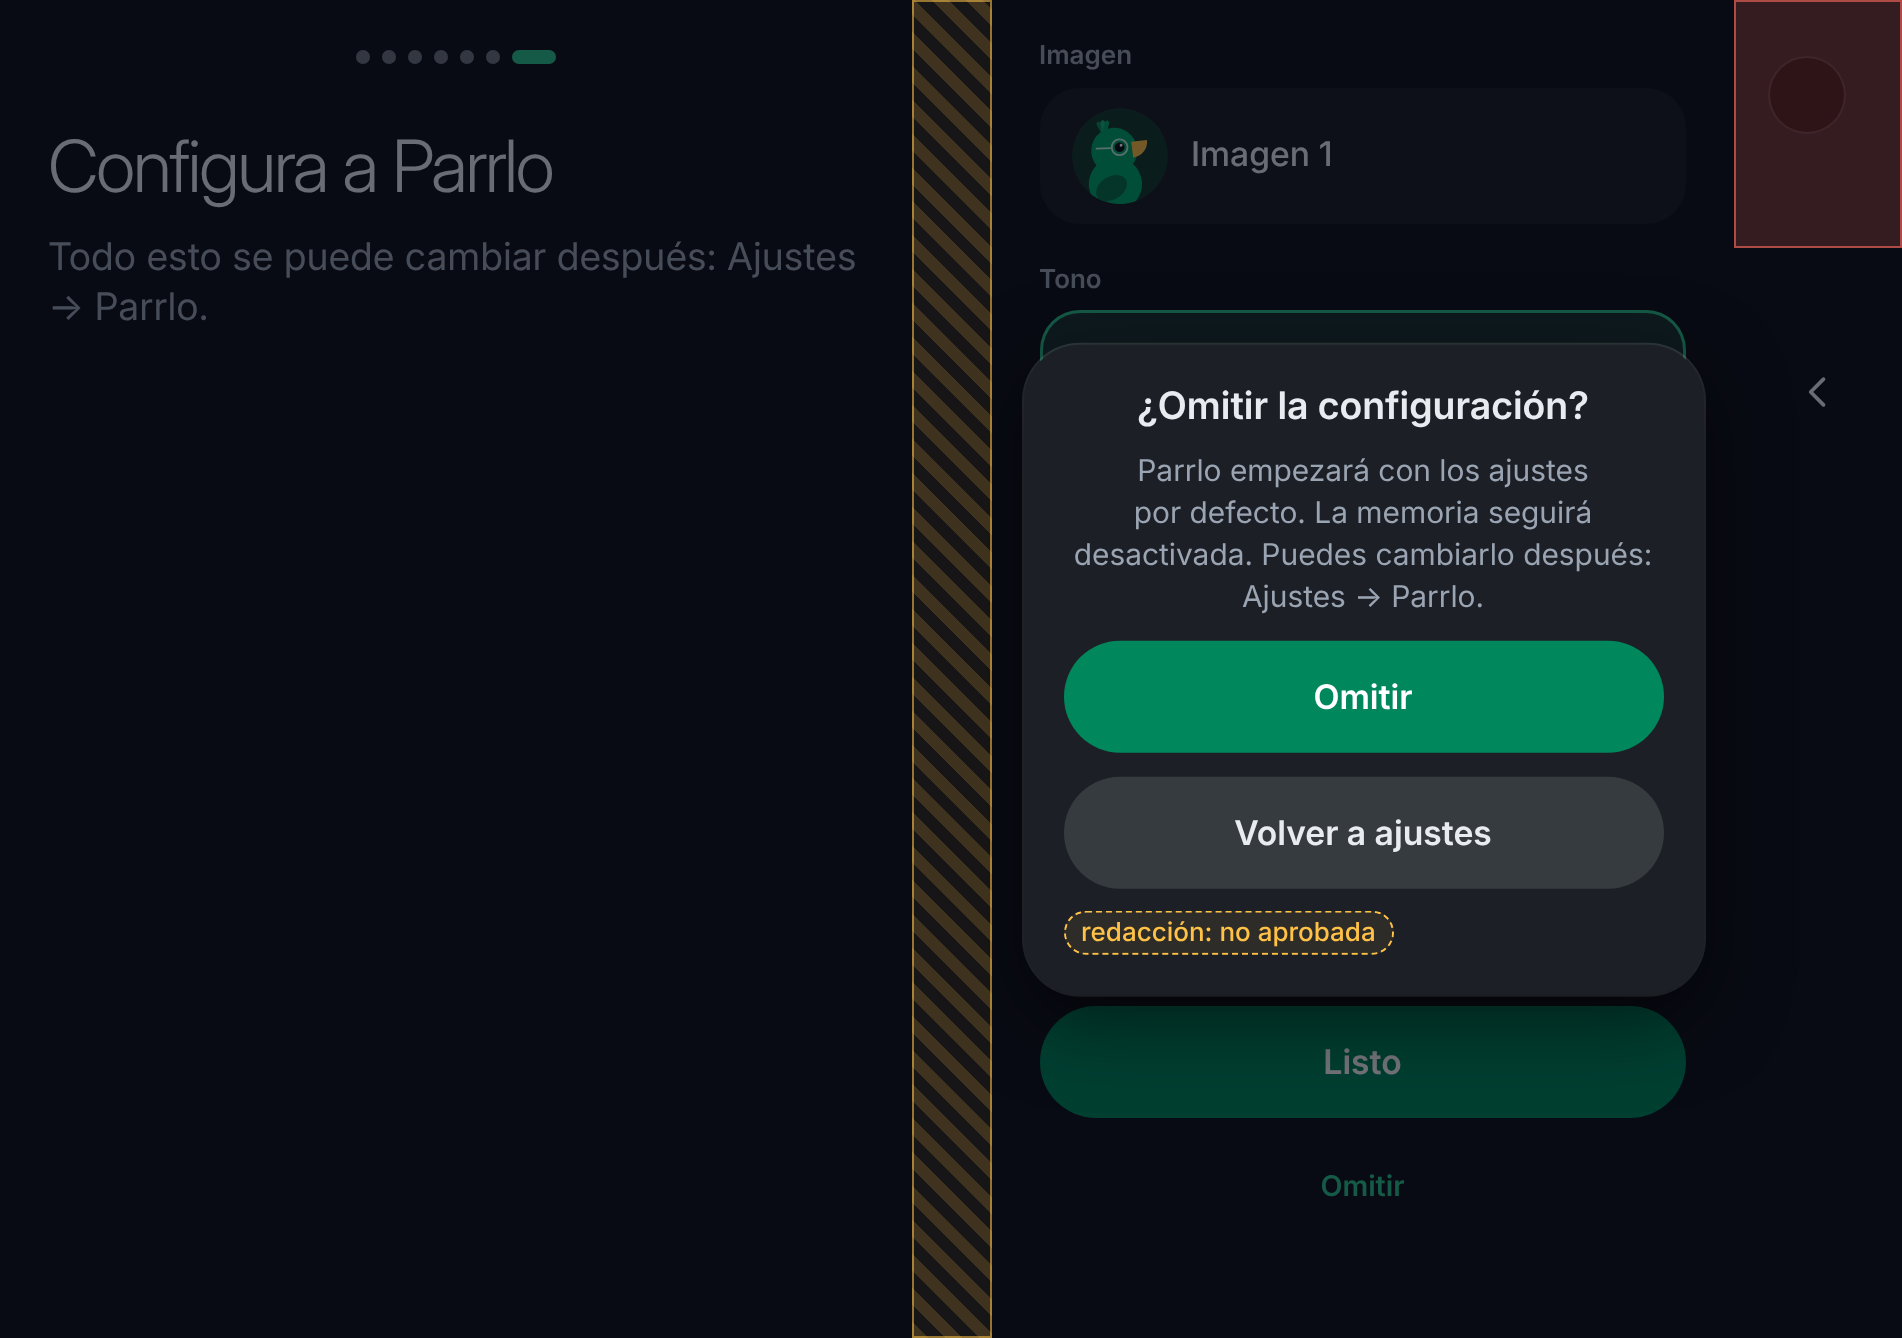 Configura a Parrlo
Todo esto se puede cambiar después: Ajustes
→ Parrlo.
Imagen
Imagen 1
Tono
¿Omitir la configuración?
Parrlo empezará con los ajustes
por defecto. La memoria seguirá
desactivada. Puedes cambiarlo después:
Ajustes → Parrlo.
Omitir
Volver a ajustes
redacción: no aprobada
Listo
Omitir